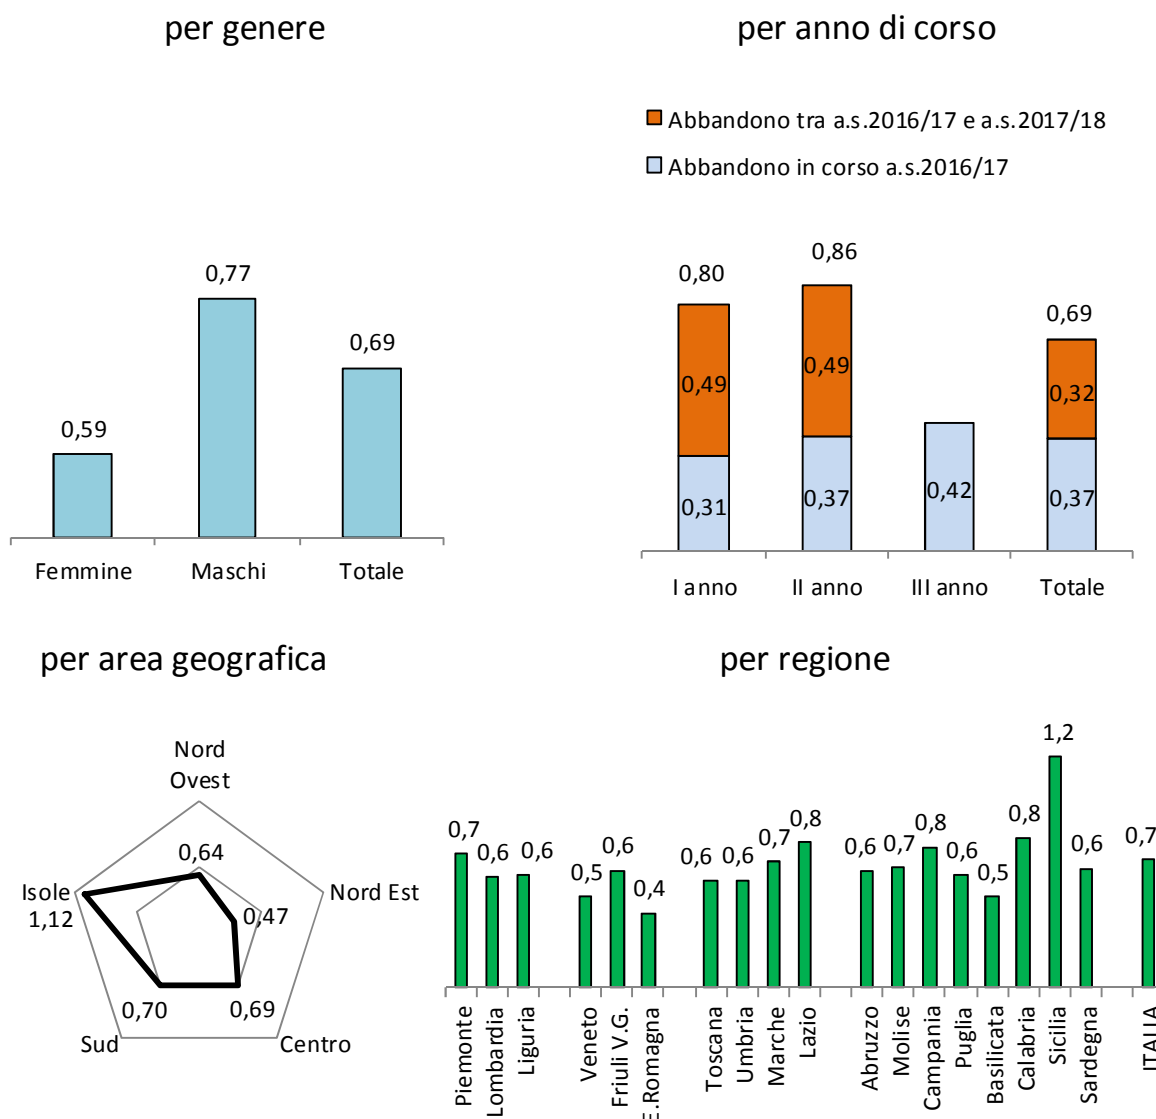 per genere
0,59
0,77
0,69
Femmine
Maschi
Totale
per anno di corso
Abbandono tra a.s.2016/17 e a.s.2017/18
Abbandono in corso a.s.2016/17
0,80
0,86
0,69
0,49
0,49
0,32
0,31
0,37
0,42
0,37
I anno
II anno
III anno
Totale
per area geografica
Nord
Ovest
0,64
Nord Est
0,47
Centro
0,69
Sud
0,70
Isole
1,12
per regione
0,7
0,6
0,6
0,5
0,6
0,4
0,6
0,6
0,7
0,8
0,6
0,7
0,8
0,6
0,5
0,8
1,2
0,6
0,7
Piemonte
Lombardia
Liguria
Veneto
Friuli V.G.
E.Romagna
Toscana
Umbria
Marche
Lazio
Abruzzo
Molise
Campania
Puglia
Basilicata
Calabria
Sicilia
Sardegna
ITALIA